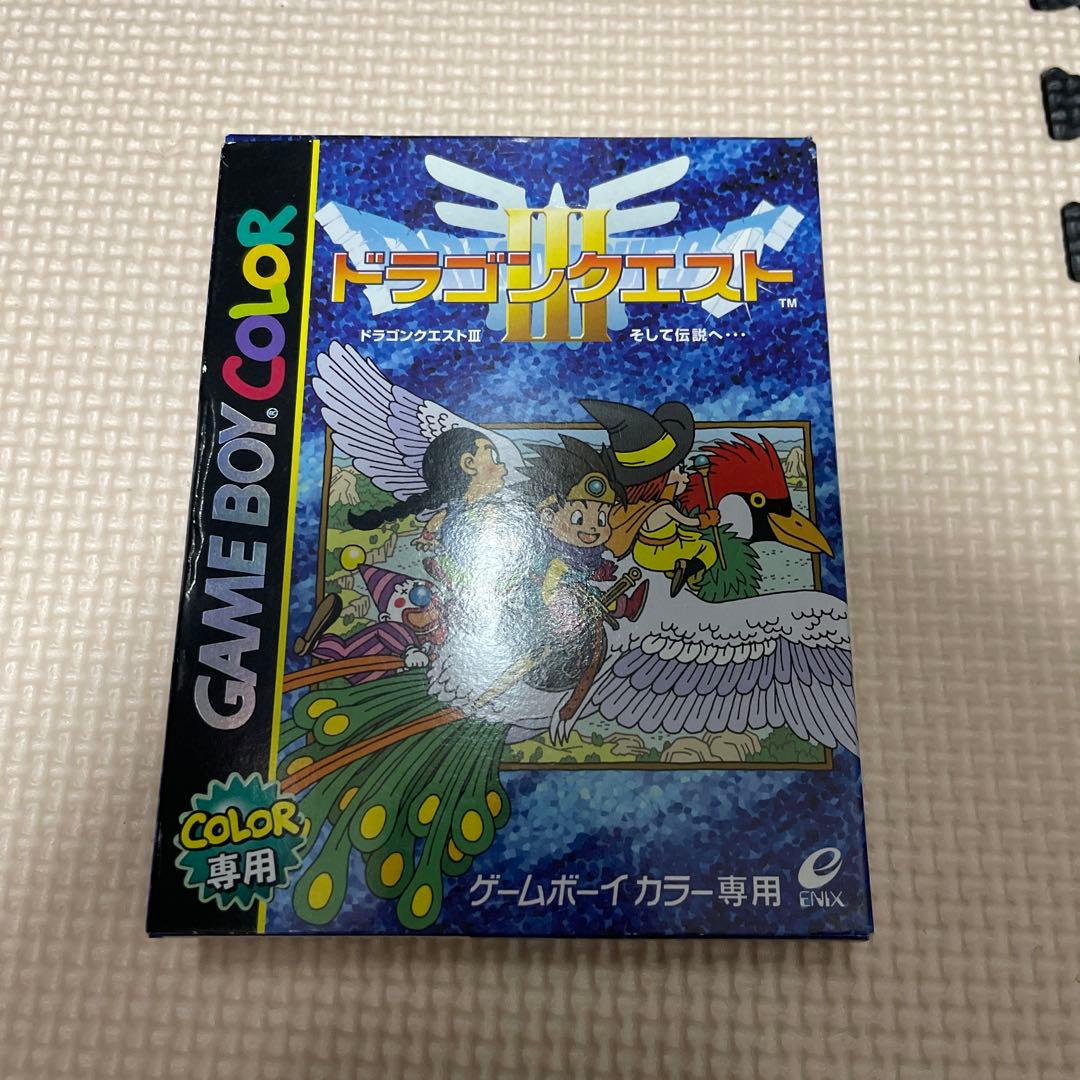 GAME BOY® COLOR
III
ドラゴンクエスト™
ドラゴンクエストⅢ そして伝説へ・・・
COLOR
専用
ゲームボーイ カラー専用
e
ENIX